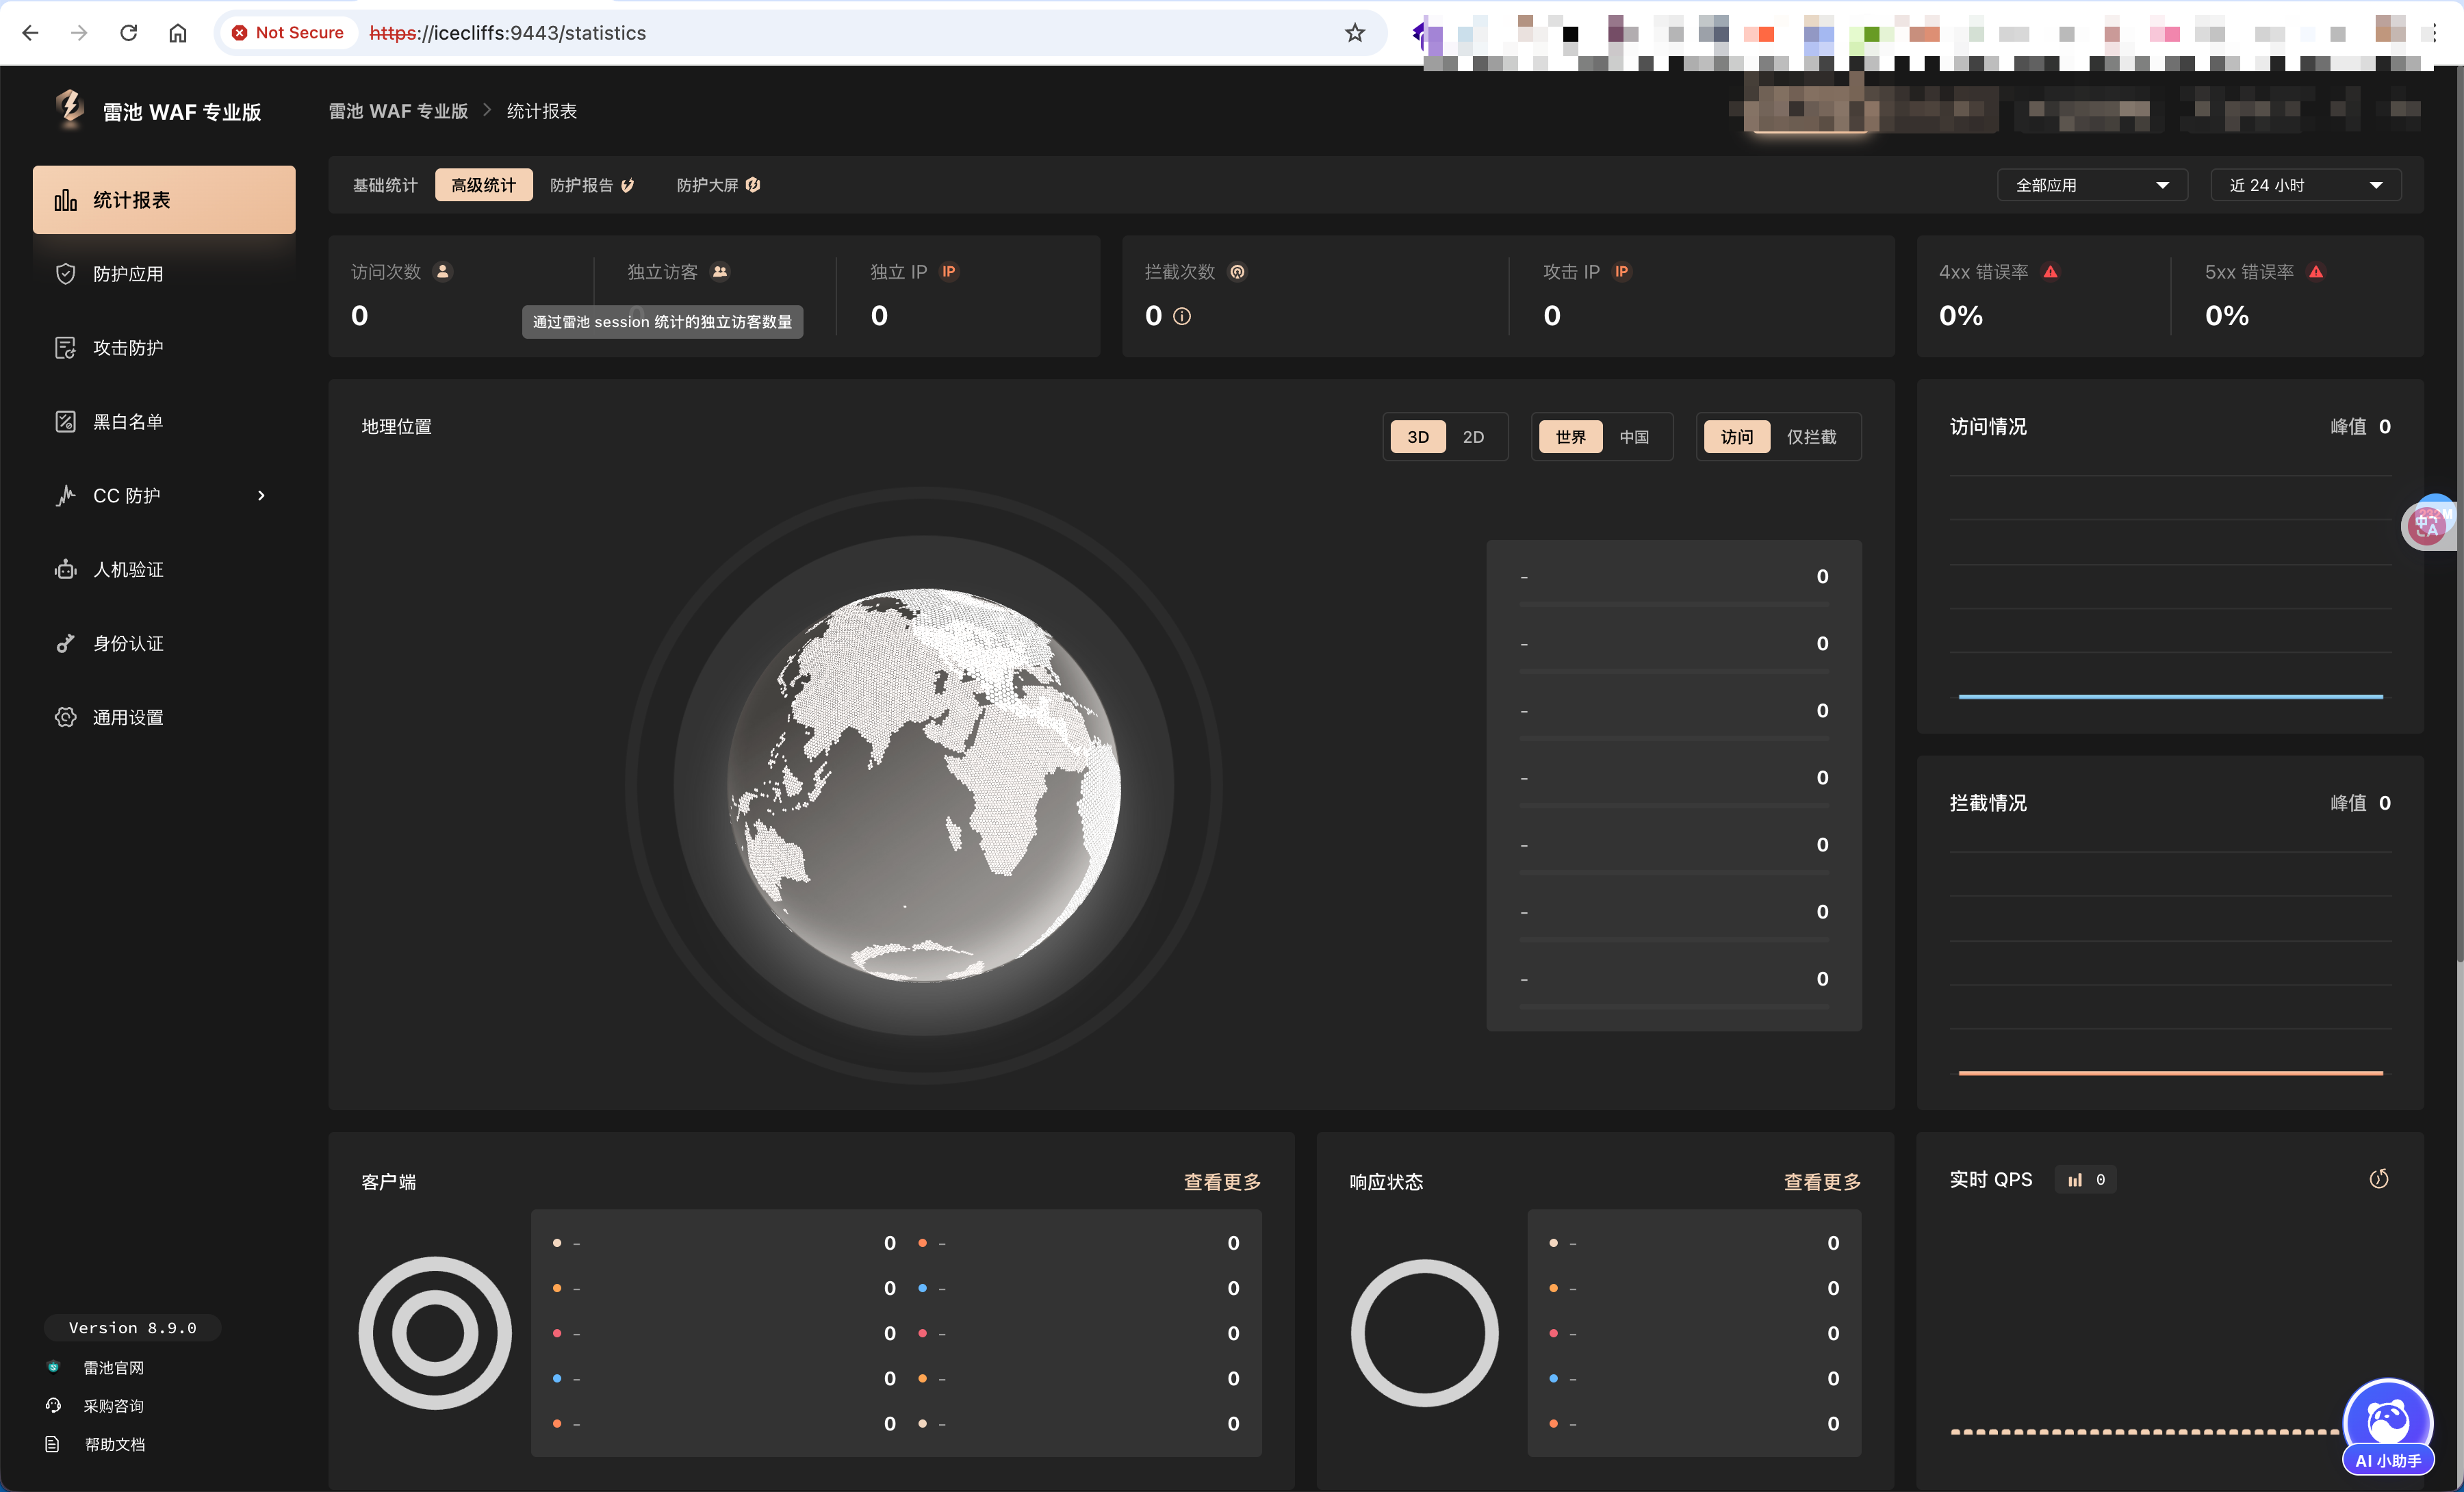 Not Secure https://icecliffs:9443/statistics
雷池 WAF 专业版
雷池 WAF 专业版 > 统计报表
统计报表
防护应用
攻击防护
黑白名单
CC 防护
人机验证
身份认证
通用设置
Version 8.9.0
雷池官网
采购咨询
帮助文档
基础统计 高级统计 防护报告 防护大屏 全部应用 近 24 小时
访问次数 独立访客 独立 IP IP
0 0
通过雷池 session 统计的独立访客数量
拦截次数 攻击 IP IP
0 0
4xx 错误率 5xx 错误率
0% 0%
地理位置 3D 2D 世界 中国 访问 仅拦截
- 0
- 0
- 0
- 0
- 0
- 0
- 0
访问情况 峰值 0
拦截情况 峰值 0
客户端 查看更多
- 0 - 0
- 0 - 0
- 0 - 0
- 0 - 0
- 0 - 0
响应状态 查看更多
- 0
- 0
- 0
- 0
- 0
实时 QPS 0
AI 小助手